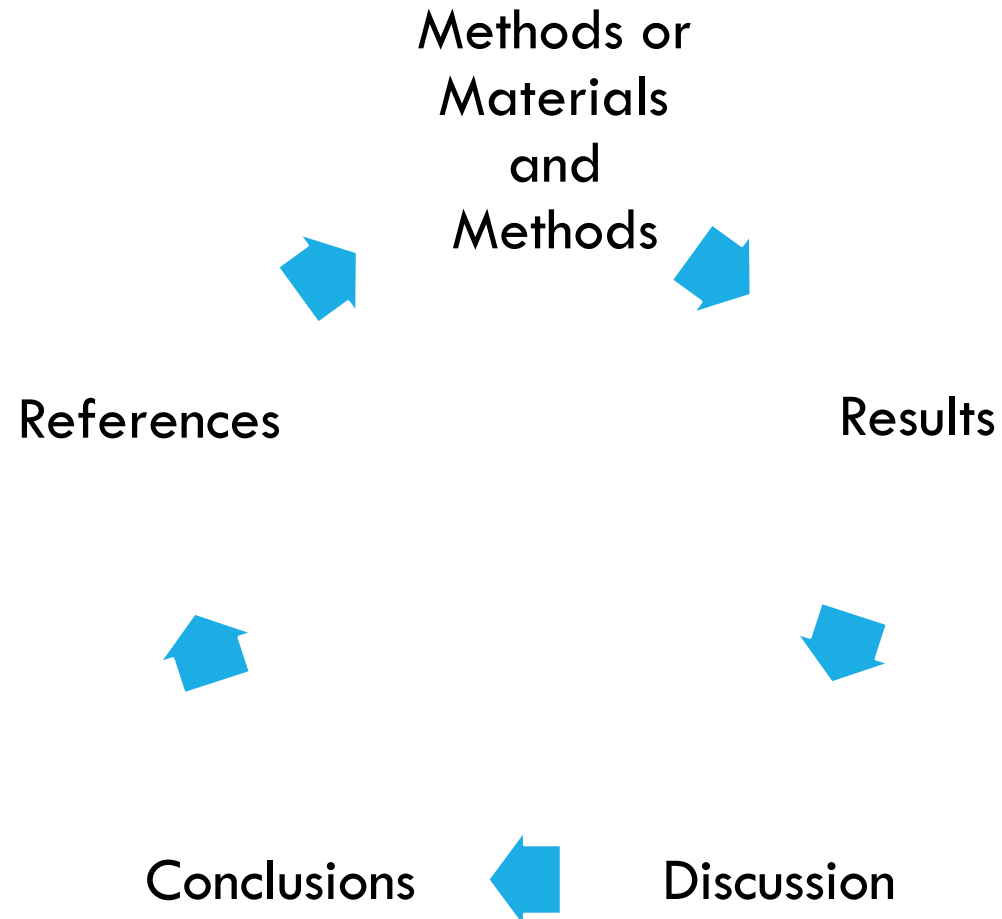 Methods or
Materials
and
Methods
Results
Discussion
Conclusions
References